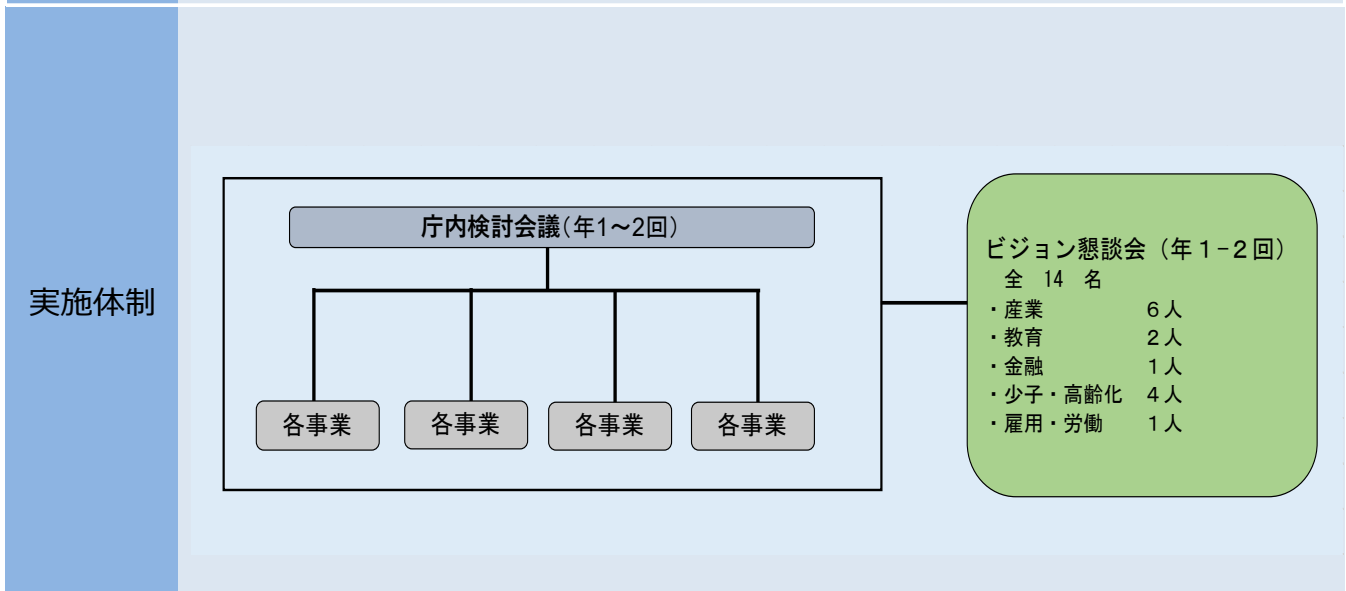 実施体制
庁内検討会議(年1～2回)
各事業
各事業
各事業
各事業
ビジョン懇談会（年１－２回）
全 14 名
・産業 ６人
・教育 ２人
・金融 １人
・少子・高齢化 ４人
・雇用・労働 １人